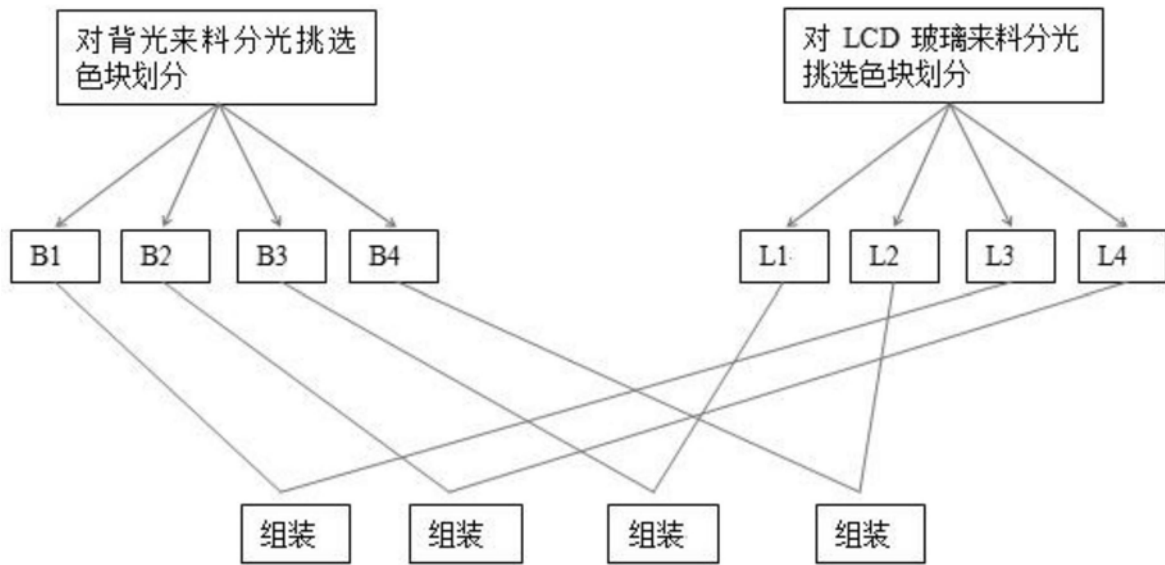 对背光来料分光挑选
色块划分
对 LCD 玻璃来料分光
挑选色块划分
B1
B2
B3
B4
L1
L2
L3
L4
组装
组装
组装
组装